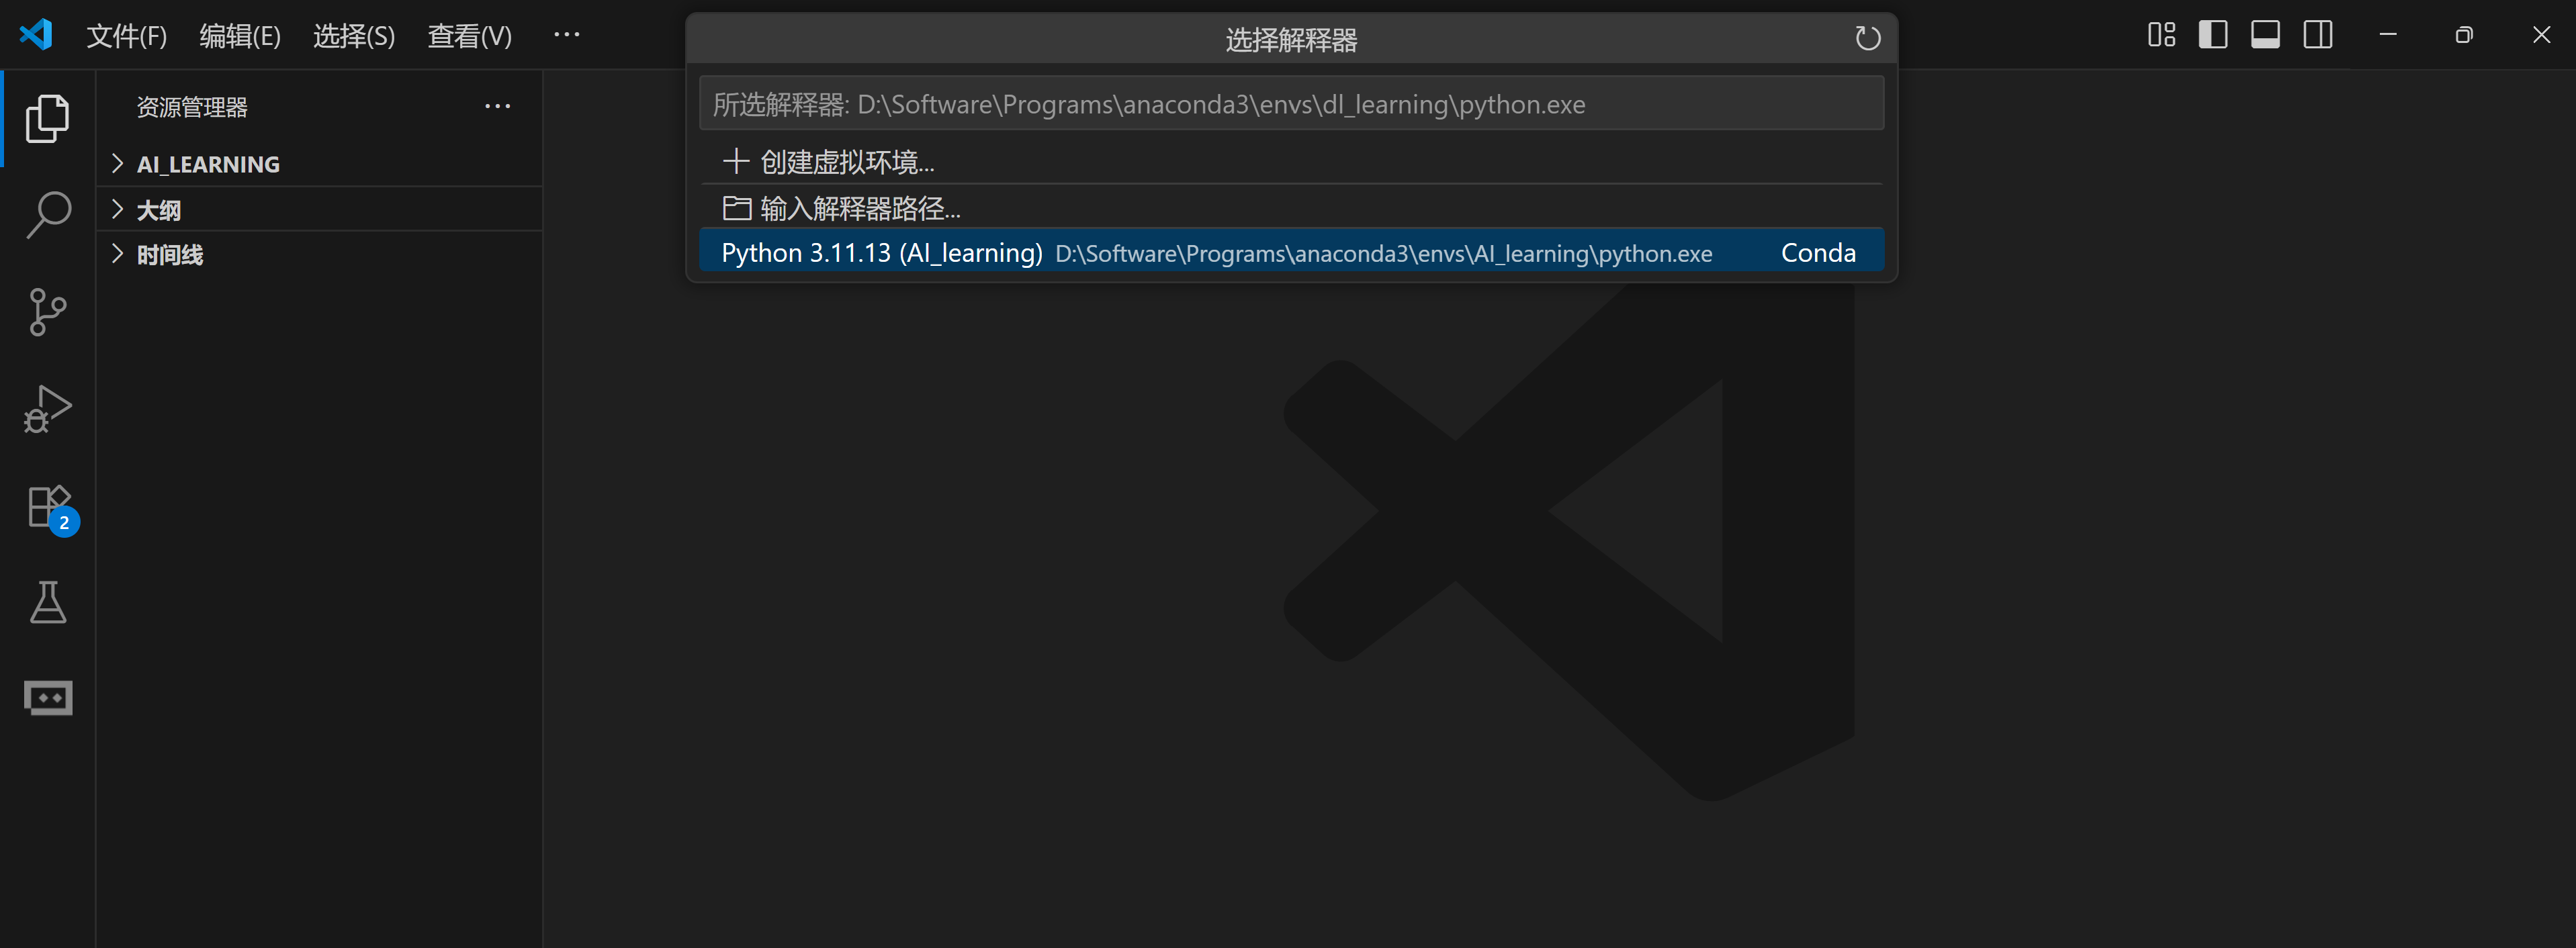 文件(F) 编辑(E) 选择(S) 查看(V) ···
选择解释器
所选解释器: D:\Software\Programs\anaconda3\envs\dl_learning\python.exe
创建虚拟环境...
输入解释器路径...
Python 3.11.13 (AI_learning) D:\Software\Programs\anaconda3\envs\AI_learning\python.exe Conda
资源管理器 ···
AI_LEARNING
大纲
时间线
2